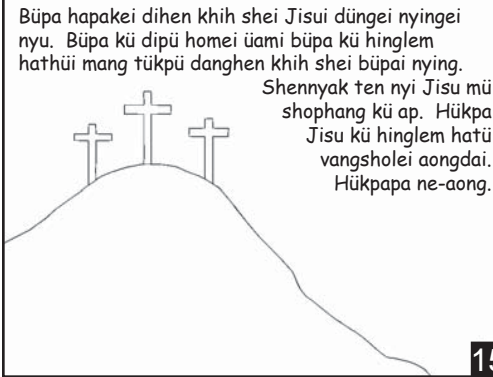 Büpa hapakei dihen khih shei Jisui düngei nyingei
nyu. Büpa kü dipü homei üami büpa kü hinglem
hathüi mang tükpü danghen khih shei büpai nying.
Shennyak ten nyi Jisu mü
shophang kü ap. Hükpa
Jisu kü hinglem hatü
vangsholei aongdai.
Hükpapa ne-aong.
15